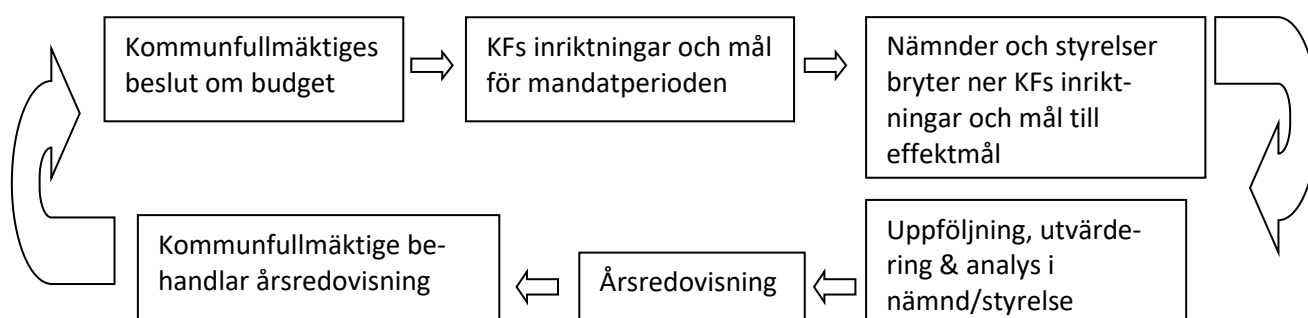 Kommunfullmäktiges
beslut om budget
KFs inriktningar och mål
för mandatperioden
Nämnder och styrelser
bryter ner KFs inrikt-
ningar och mål till
effektmål
Uppföljning, utvärde-
ring & analys i
nämnd/styrelse
Årsredovisning
Kommunfullmäktige be-
handlar årsredovisning